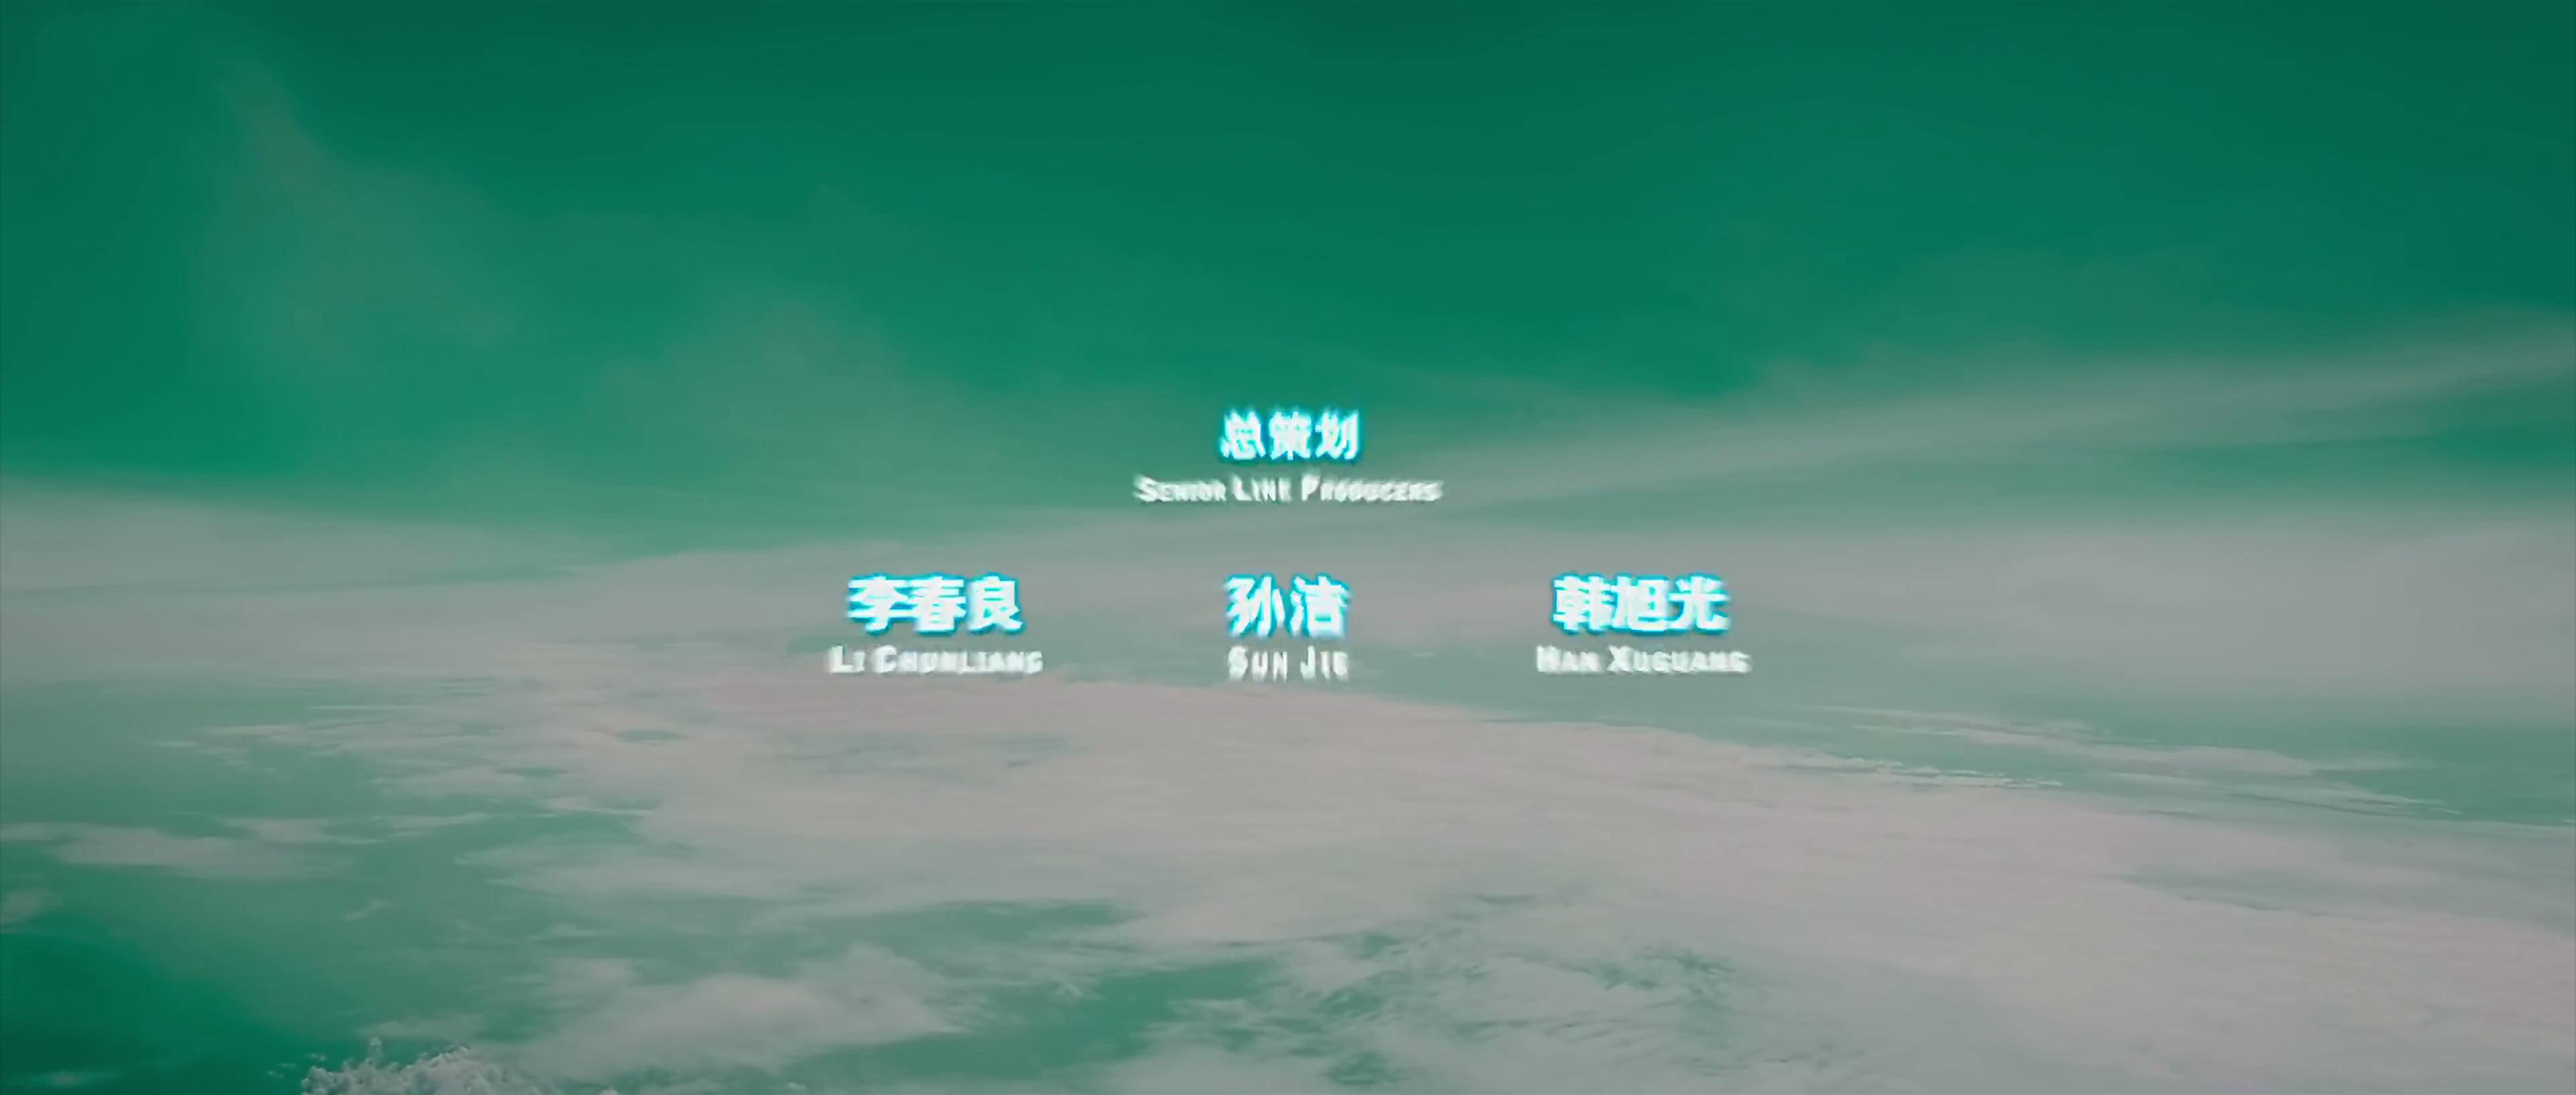 总策划
Senior Line Producers
李春良 孙洁 韩旭光
Li Chunliang Sun Jie Han Xuguang